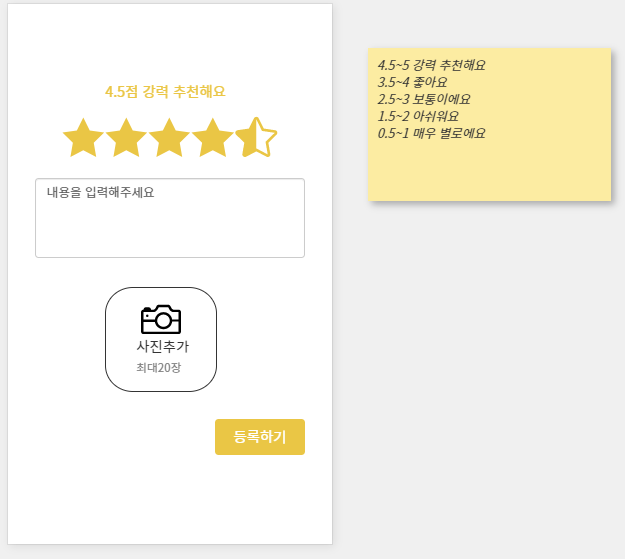 4.5점 강력 추천해요
내용을 입력해주세요
사진추가
최대20장
등록하기
4.5~5 강력 추천해요
3.5~4 좋아요
2.5~3 보통이에요
1.5~2 아쉬워요
0.5~1 매우 별로에요